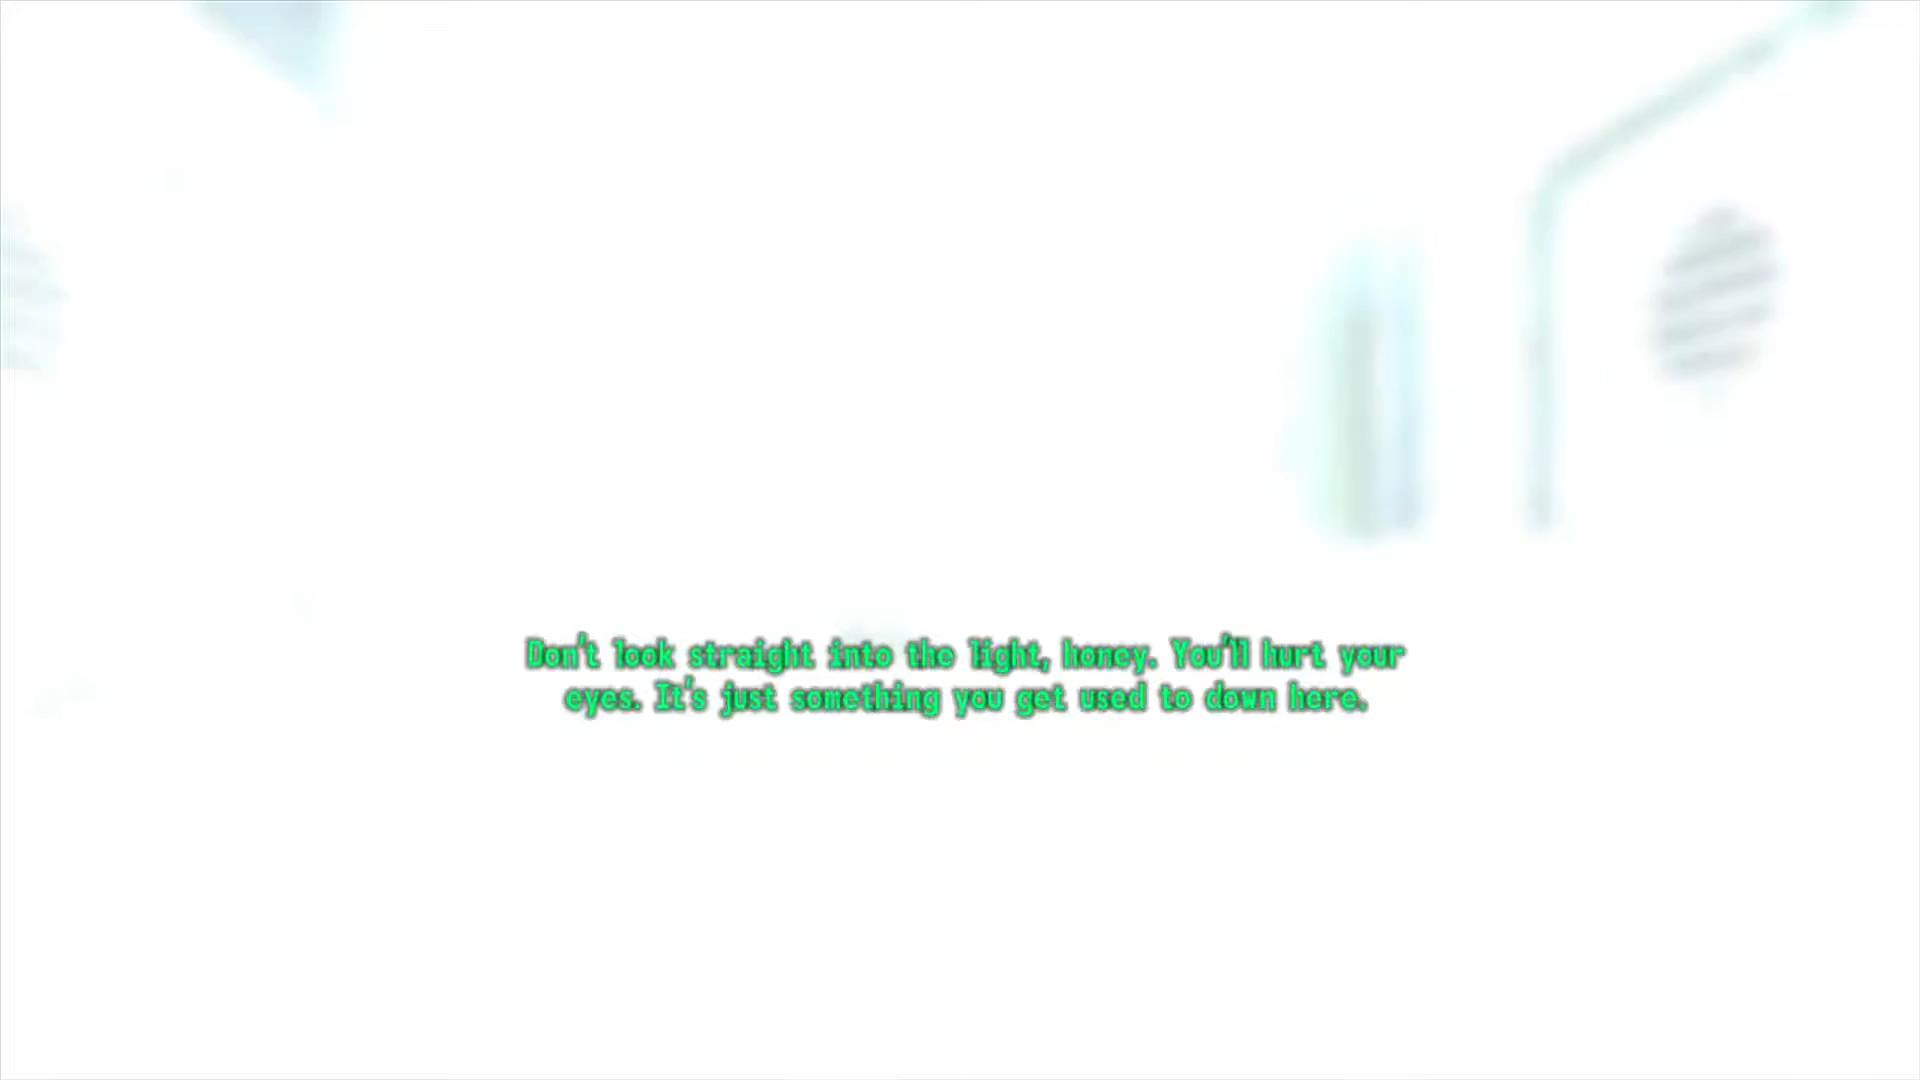 Don't look straight into the light, honey. You'll hurt your
eyes. It's just something you get used to down here.